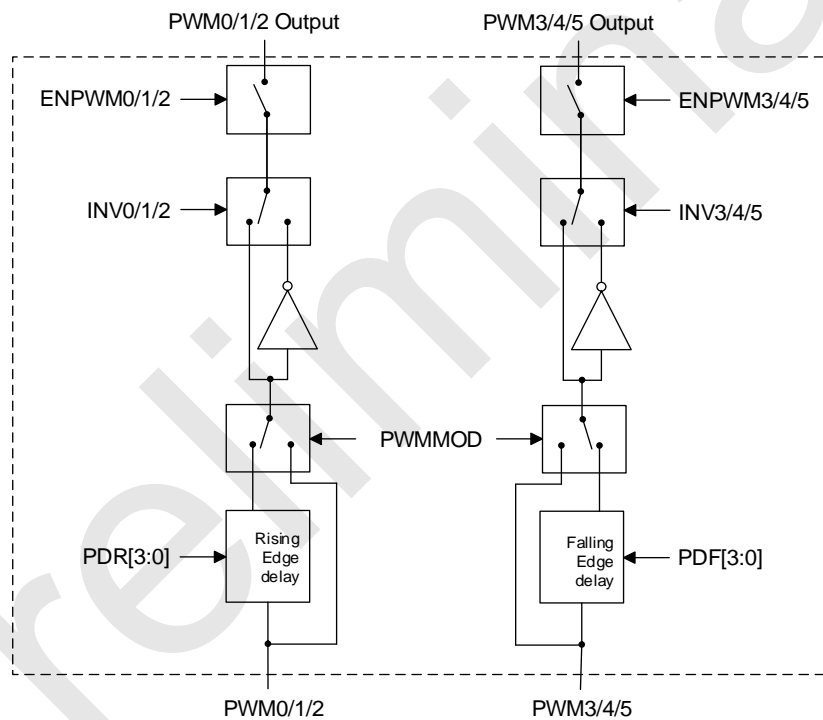 PWM0/1/2 Output
PWM3/4/5 Output
ENPWM0/1/2
ENPWM3/4/5
INV0/1/2
INV3/4/5
PWMMOD
PDR[3:0]
Rising
Edge
delay
Falling
Edge
delay
PDF[3:0]
PWM0/1/2
PWM3/4/5
relimina